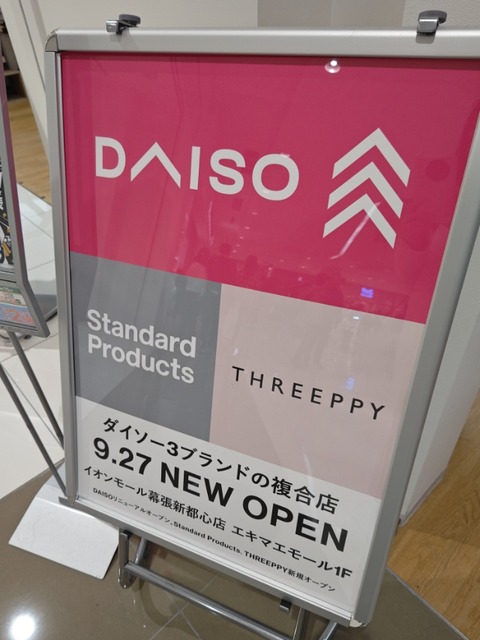 DAISO
Standard
Products
THREEPPY
ダイソー3ブランドの複合店
9.27 NEW OPEN
イオンモール幕張新都心店 エキマエモール1F
DAISOリニューアルオープン、Standard Products、THREEPPY新規オープン